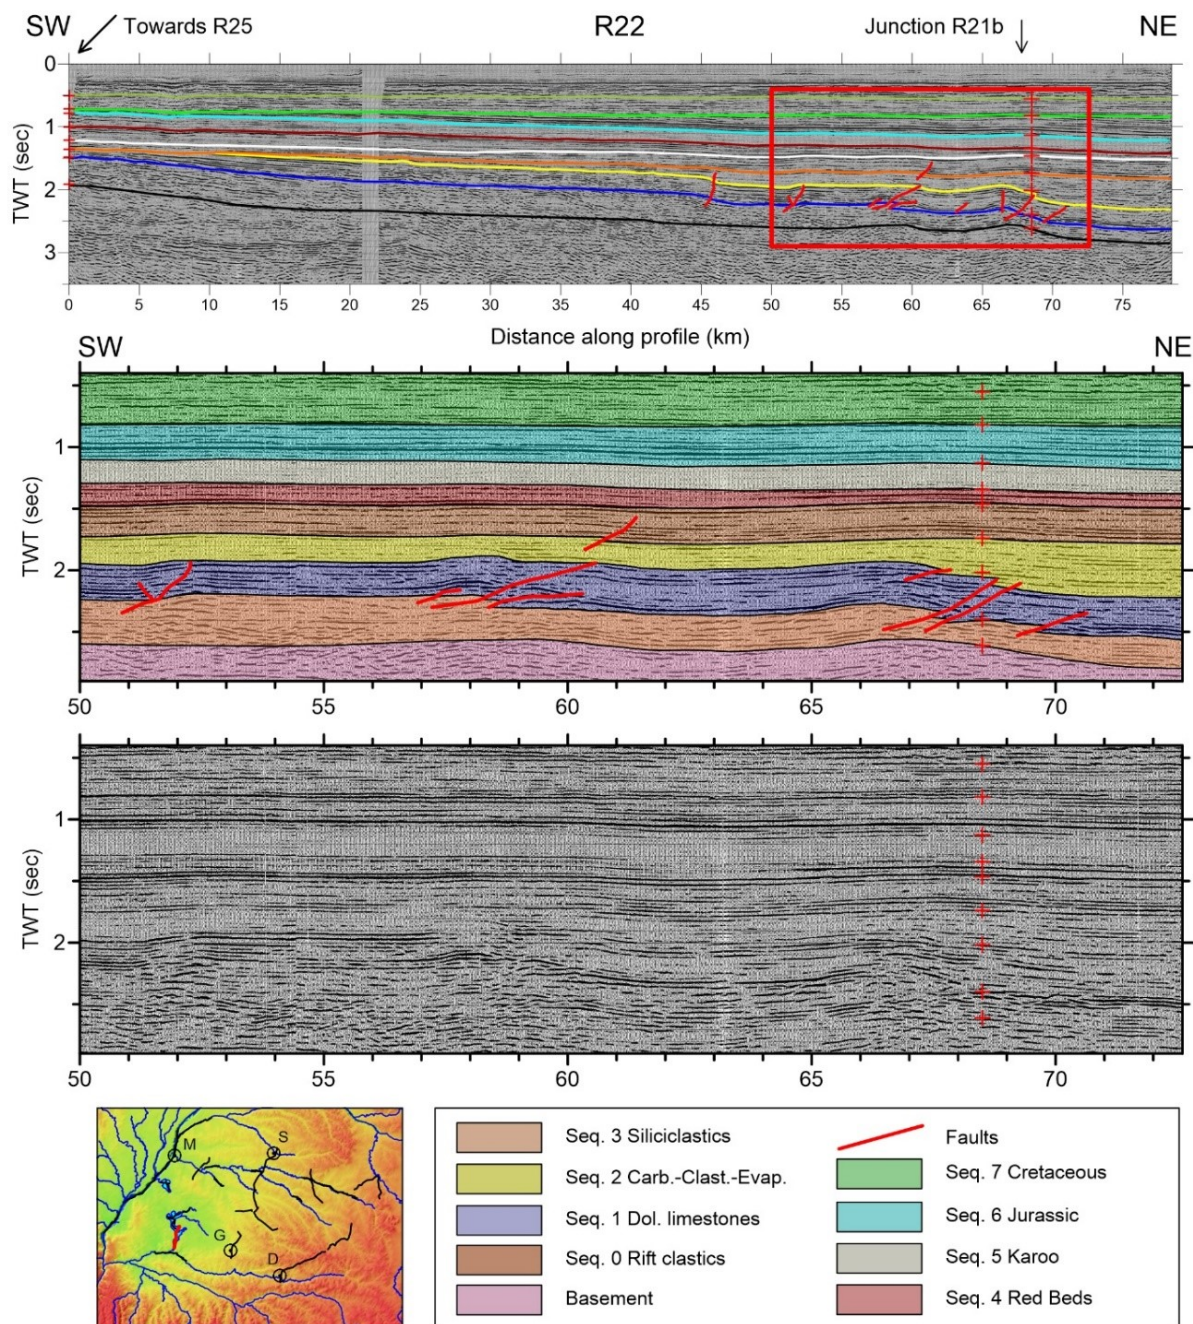 SW Towards R25 R22 Junction R21b NE
0
1
2
3
TWT (sec)
0 5 10 15 20 25 30 35 40 45 50 55 60 65 70 75
Distance along profile (km)
SW NE
1
2
TWT (sec)
50 55 60 65 70
1
2
TWT (sec)
50 55 60 65 70
M S
G
D
Seq. 3 Siliciclastics
Seq. 2 Carb.-Clast.-Evap.
Seq. 1 Dol. limestones
Seq. 0 Rift clastics
Basement
Faults
Seq. 7 Cretaceous
Seq. 6 Jurassic
Seq. 5 Karoo
Seq. 4 Red Beds